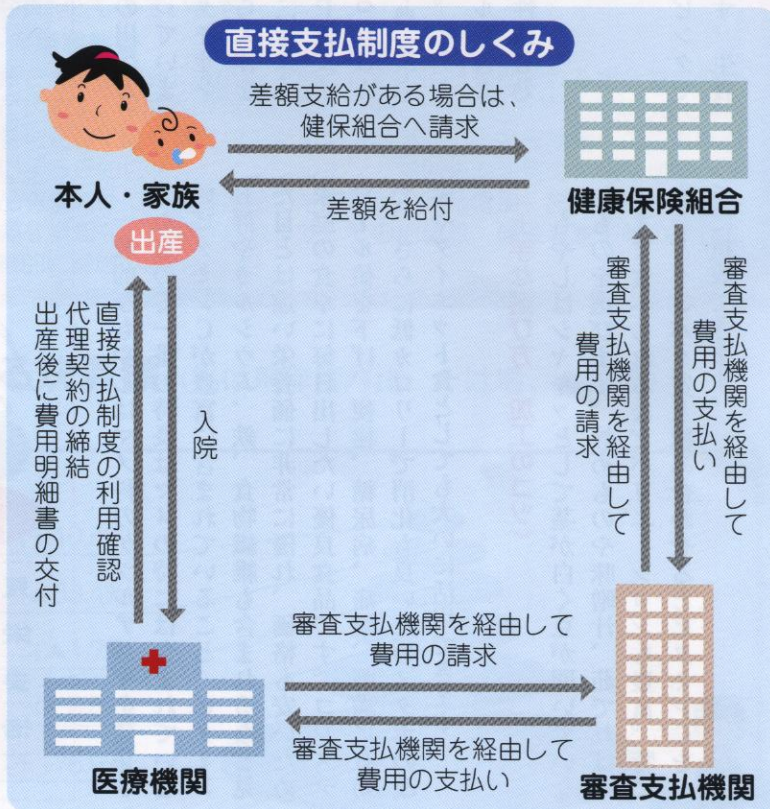 直接支払制度のしくみ
差額支給がある場合は、
健保組合へ請求
差額を給付
本人・家族
出産
健康保険組合
直接支払制度の利用確認
代理契約の締結
出産後に費用明細書の交付
入院
審査支払機関を経由して
費用の請求
審査支払機関を経由して
費用の支払い
審査支払機関を経由して
費用の請求
審査支払機関を経由して
費用の支払い
医療機関
審査支払機関